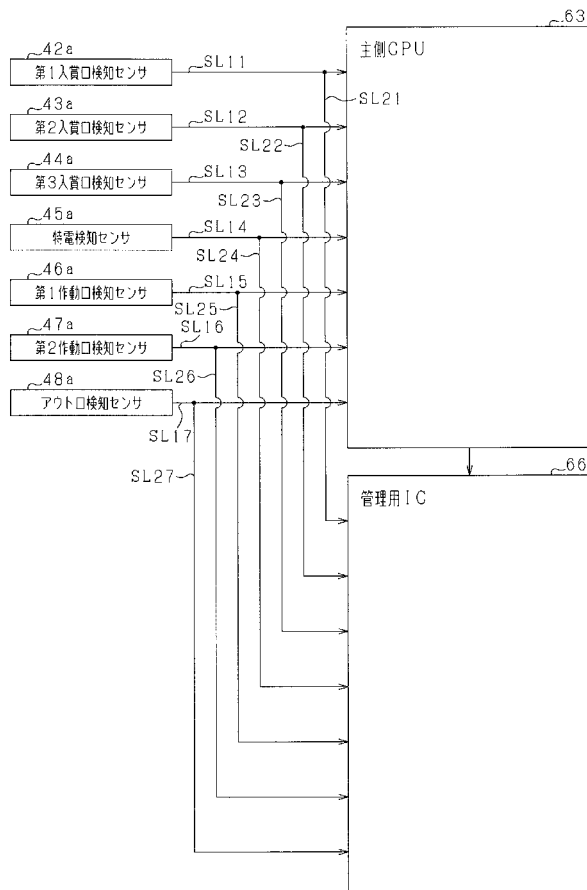 63
主側CPU
42a
第1入賞口検知センサ
SL11
SL21
43a
第2入賞口検知センサ
SL12
SL22
44a
第3入賞口検知センサ
SL13
SL23
45a
特電検知センサ
SL14
SL24
46a
第1作動口検知センサ
SL15
SL25
47a
第2作動口検知センサ
SL16
SL26
48a
アウト口検知センサ
SL17
SL27
66
管理用IC